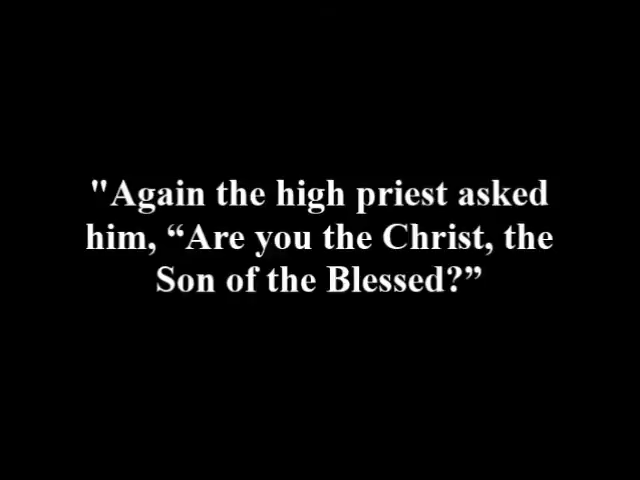 "Again the high priest asked
him, “Are you the Christ, the
Son of the Blessed?”